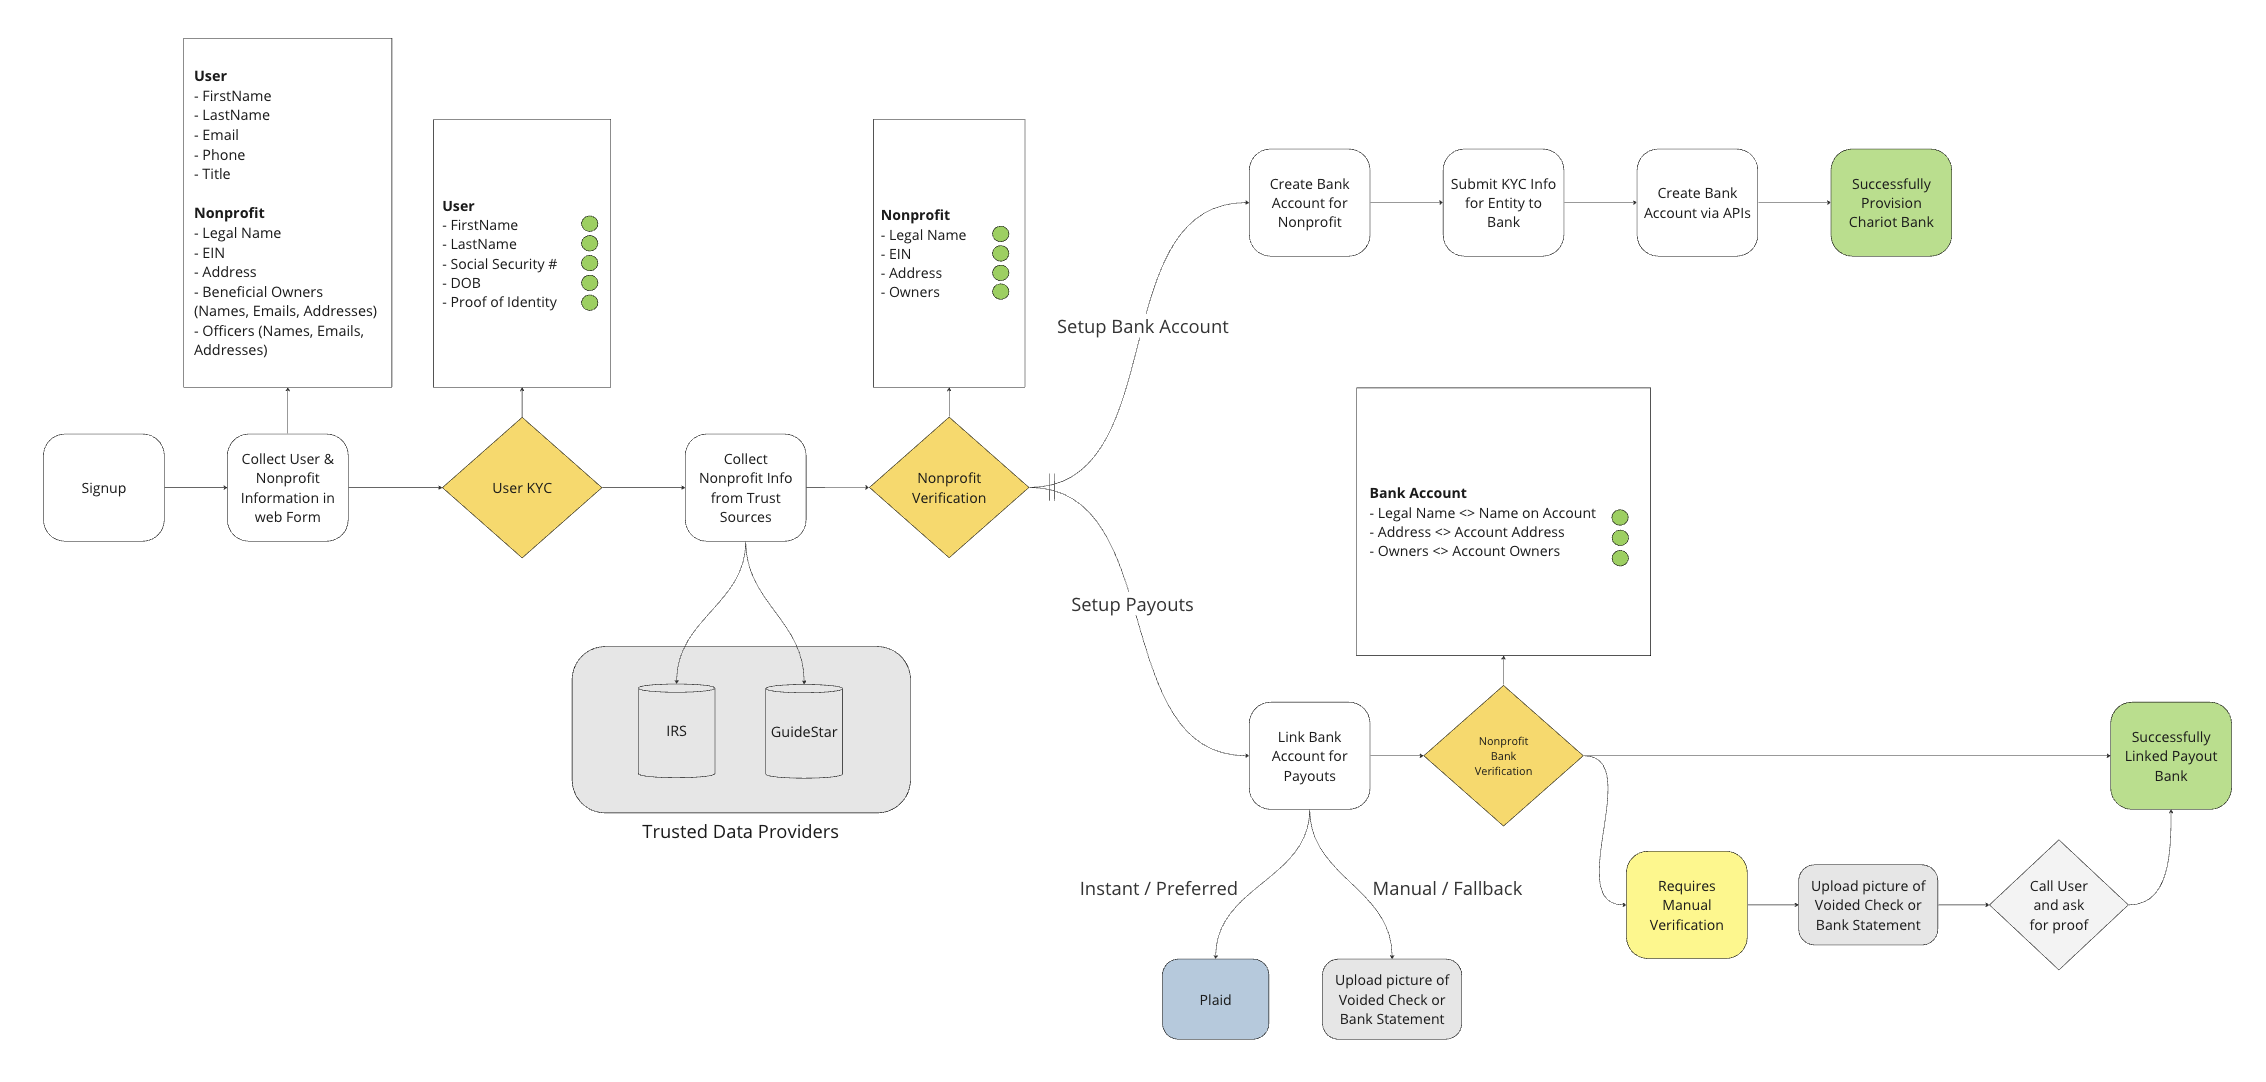 User
- FirstName
- LastName
- Email
- Phone
- Title
Nonprofit
- Legal Name
- EIN
- Address
- Beneficial Owners
(Names, Emails, Addresses)
- Officers (Names, Emails,
Addresses)
User
- FirstName
- LastName
- Social Security #
- DOB
- Proof of Identity
Nonprofit
- Legal Name
- EIN
- Address
- Owners
Create Bank
Account for
Nonprofit
Submit KYC Info
for Entity to
Bank
Create Bank
Account via APIs
Successfully
Provision
Chariot Bank
Setup Bank Account
Signup
Collect User &
Nonprofit
Information in
web Form
User KYC
Collect
Nonprofit Info
from Trust
Sources
Nonprofit
Verification
Bank Account
- Legal Name <> Name on Account
- Address <> Account Address
- Owners <> Account Owners
Setup Payouts
IRS
GuideStar
Trusted Data Providers
Link Bank
Account for
Payouts
Nonprofit
Bank
Verification
Successfully
Linked Payout
Bank
Instant / Preferred
Manual / Fallback
Requires
Manual
Verification
Upload picture of
Voided Check or
Bank Statement
Call User
and ask
for proof
Plaid
Upload picture of
Voided Check or
Bank Statement